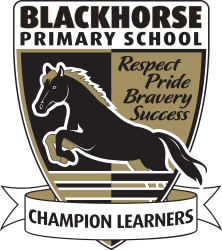 BLACKHORSE
PRIMARY SCHOOL
Respect
Pride
Bravery
Success
CHAMPION LEARNERS